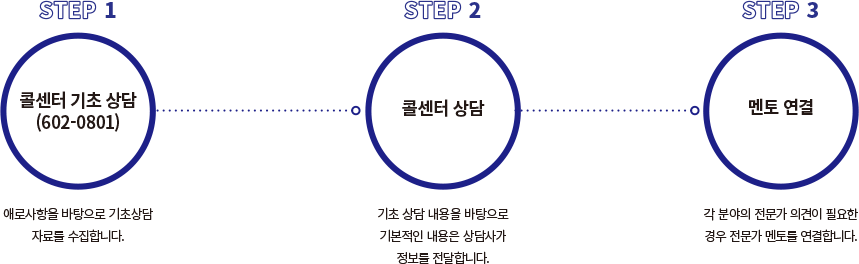 STEP 1
콜센터 기초 상담
(602-0801)
애로사항을 바탕으로 기초상담
자료를 수집합니다.
STEP 2
콜센터 상담
기초 상담 내용을 바탕으로
기본적인 내용은 상담사가
정보를 전달합니다.
STEP 3
멘토 연결
각 분야의 전문가 의견이 필요한
경우 전문가 멘토를 연결합니다.